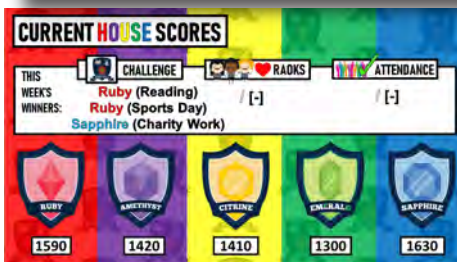 CURRENT HOUSE SCORES
THIS WEEK'S WINNERS:
CHALLENGE
Ruby (Reading)
Ruby (Sports Day)
Sapphire (Charity Work)
RAOKS
/ [-]
ATTENDANCE
/ [-]
RUBY
AMETHYST
CITRINE
EMERALD
SAPPHIRE
1590
1420
1410
1300
1630